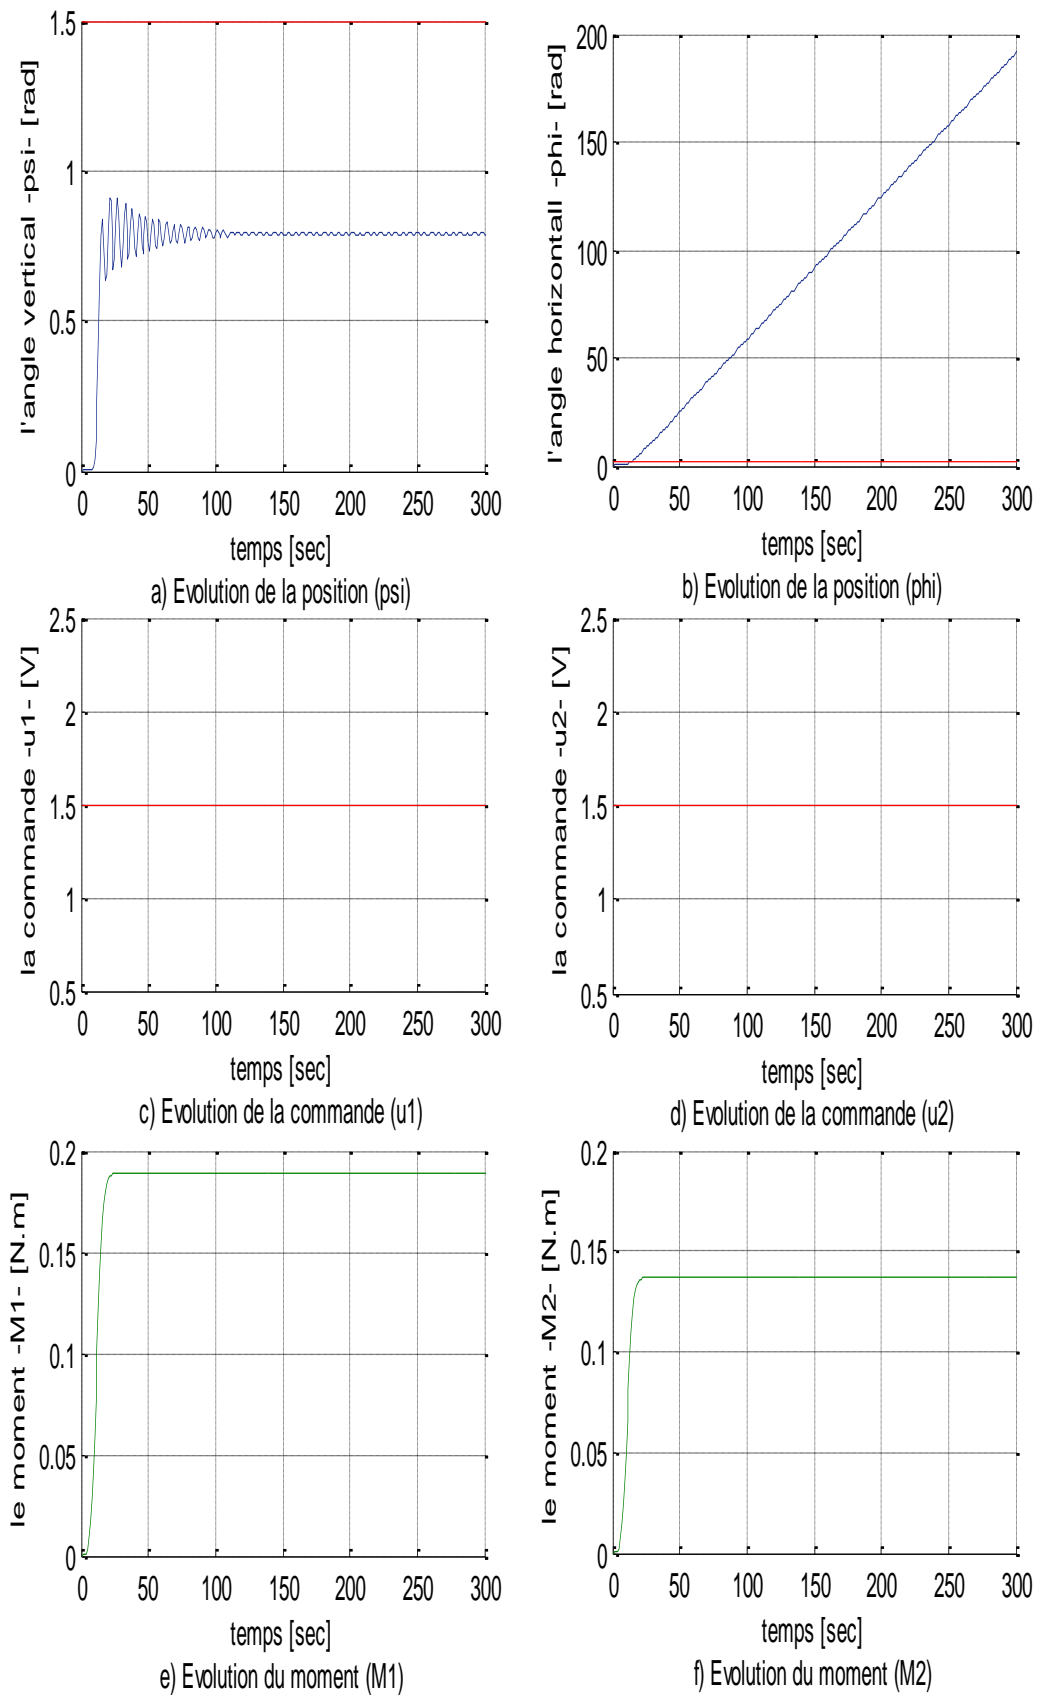 l'angle vertical -psi- [rad]
1.5
1
0.5
0
0 50 100 150 200 250 300
temps [sec]
a) Evolution de la position (psi)
l'angle horizontall -phi- [rad]
200
150
100
50
0
0 50 100 150 200 250 300
temps [sec]
b) Evolution de la position (phi)
la commande -u1- [V]
2.5
2
1.5
1
0.5
0 50 100 150 200 250 300
temps [sec]
c) Evolution de la commande (u1)
la commande -u2- [V]
2.5
2
1.5
1
0.5
0 50 100 150 200 250 300
temps [sec]
d) Evolution de la commande (u2)
le moment -M1- [N.m]
0.2
0.15
0.1
0.05
0
0 50 100 150 200 250 300
temps [sec]
e) Evolution du moment (M1)
le moment -M2- [N.m]
0.2
0.15
0.1
0.05
0
0 50 100 150 200 250 300
temps [sec]
f) Evolution du moment (M2)